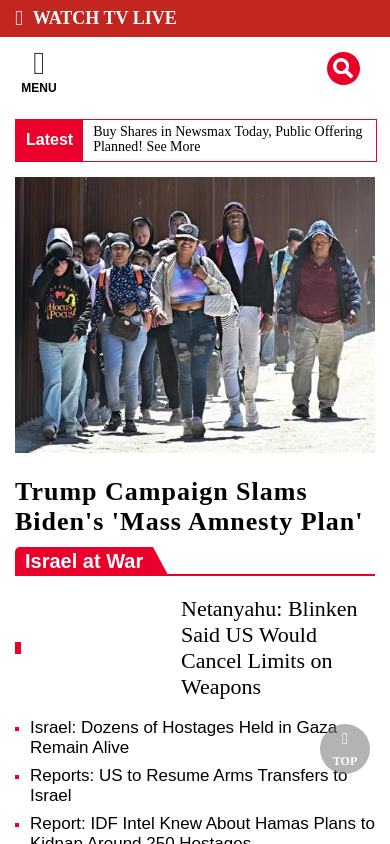 WATCH TV LIVE
MENU
Latest
Buy Shares in Newsmax Today, Public Offering
Planned! See More
Trump Campaign Slams
Biden's 'Mass Amnesty Plan'
Israel at War
Netanyahu: Blinken
Said US Would
Cancel Limits on
Weapons
Israel: Dozens of Hostages Held in Gaza
Remain Alive
TOP
Reports: US to Resume Arms Transfers to
Israel
Report: IDF Intel Knew About Hamas Plans to
Kidnap Around 250 Hostages